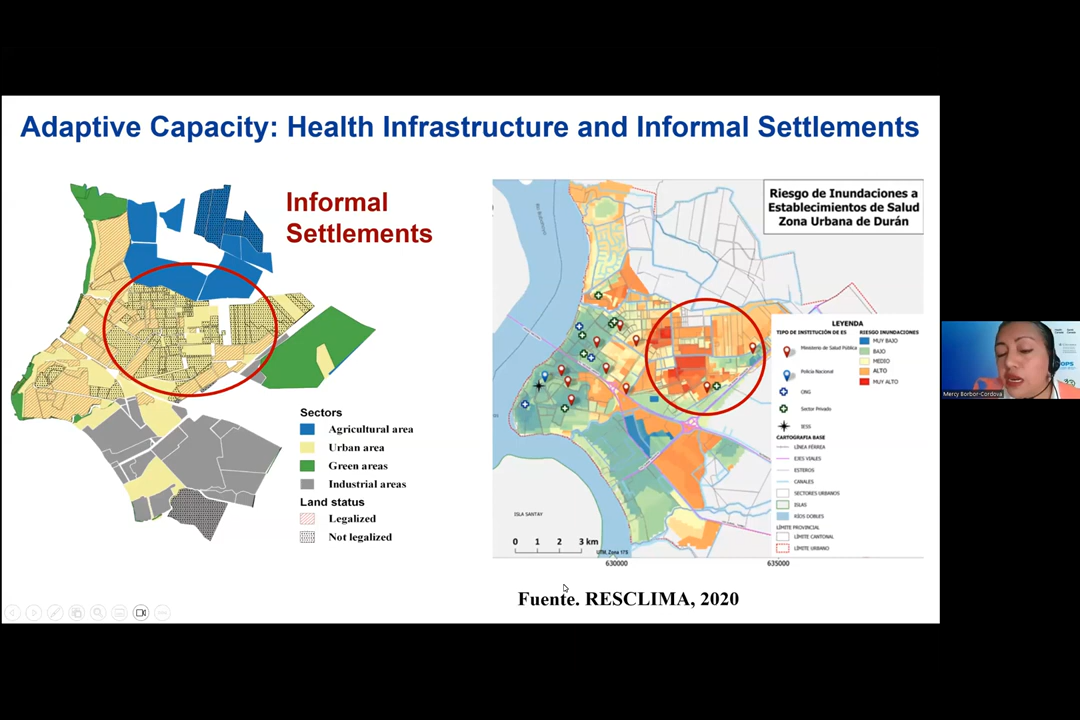 Adaptive Capacity: Health Infrastructure and Informal Settlements
Informal
Settlements
Sectors
Agricultural area
Urban area
Green areas
Industrial areas
Land status
Legalized
Not legalized
Riesgo de Inundaciones a
Establecimientos de Salud
Zona Urbana de Durán
LEYENDA
TIPO DE INSTITUCIÓN DE ES
Ministerio de Salud Pública
Policía Nacional
ONG
Sector Privado
IESS
RIESGO INUNDACIONES
MUY BAJO
BAJO
MEDIO
ALTO
MUY ALTO
CARTOGRAFIA BASE
LÍNEA FÉRREA
EJES VIALES
ESTEROS
CANALES
SECTORES URBANOS
ISLAS
RÍOS DOBLES
LÍMITE PROVINCIAL
LÍMITE CANTONAL
LÍMITE URBANO
ISLA SANTAY
0 1 2 3 km
UTM. Zona 17S
630000
635000
Fuente. RESCLIMA, 2020
Mercy Borbor-Cordova